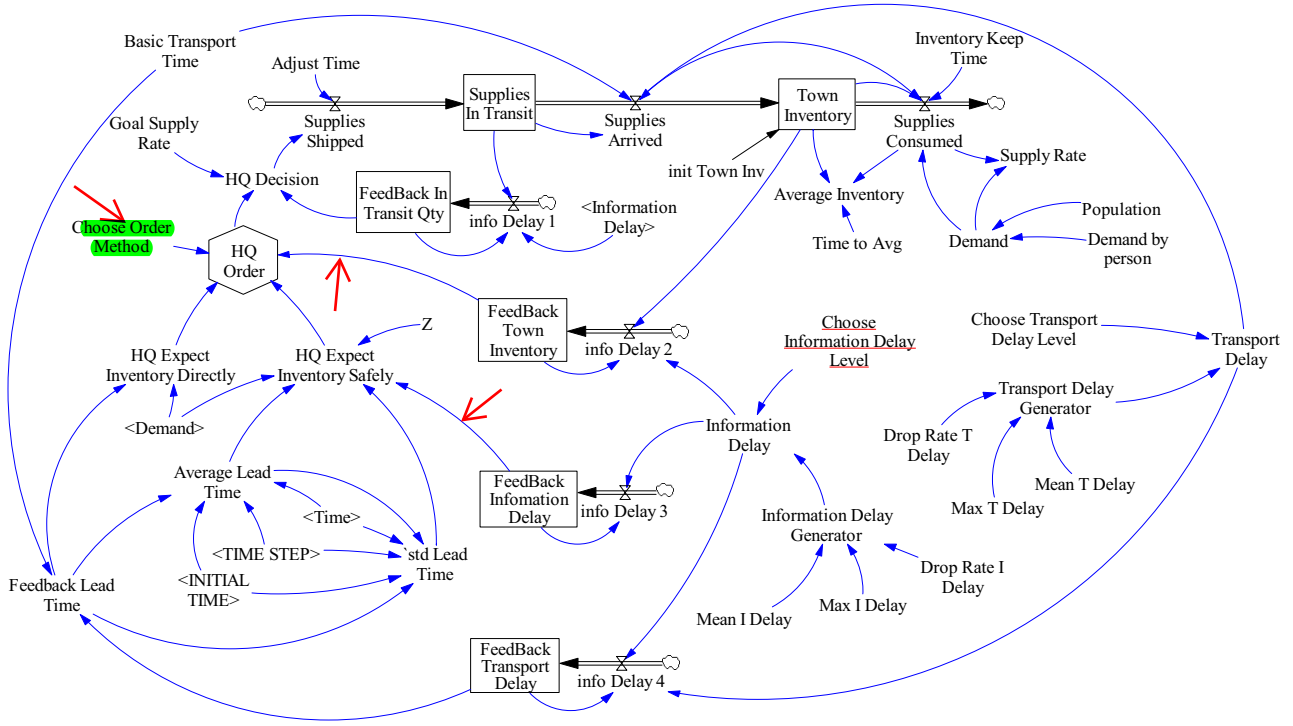 Basic Transport
Time
Adjust Time
Supplies
In Transit
Supplies
Shipped
Supplies
Arrived
Town
Inventory
Inventory Keep
Time
Supplies
Consumed
Supply Rate
Goal Supply
Rate
HQ Decision
FeedBack In
Transit Qty
info Delay 1
<Information
Delay>
init Town Inv
Average Inventory
Time to Avg
Demand
Population
Demand by
person
Choose Order
Method
HQ
Order
FeedBack
Town
Inventory
info Delay 2
Z
HQ Expect
Inventory Directly
HQ Expect
Inventory Safely
<Demand>
Choose
Information Delay
Level
Choose Transport
Delay Level
Transport
Delay
Transport Delay
Generator
Drop Rate T
Delay
Max T Delay
Mean T Delay
Information
Delay
Average Lead
Time
FeedBack
Infomation
Delay
info Delay 3
<Time>
<TIME STEP>
<INITIAL
TIME>
`std Lead
Time
Information Delay
Generator
Drop Rate I
Delay
Mean I Delay
Max I Delay
Feedback Lead
Time
FeedBack
Transport
Delay
info Delay 4